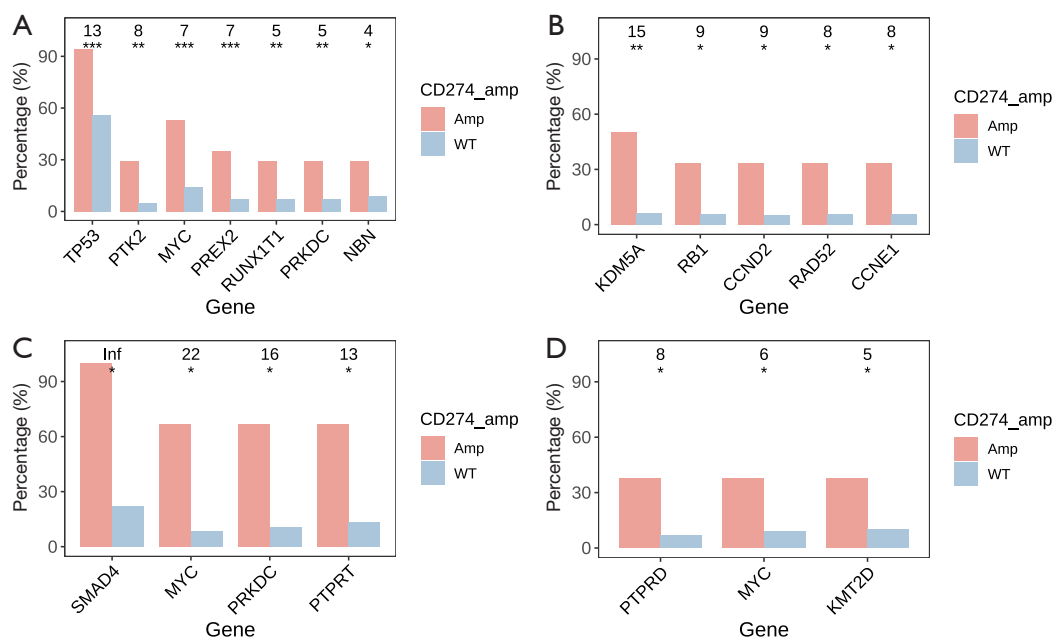 A
13 8 7 7 5 5 4
*** ** *** *** ** ** *
90
60
30
0
Percentage (%)
TP53 PTK2 MYC PREX2 RUNX1T1 PRKDC NBN
Gene
CD274_amp
Amp
WT
B
15 9 9 8 8
** * * * *
90
60
30
0
Percentage (%)
KDM5A RB1 CCND2 RAD52 CCNE1
Gene
CD274_amp
Amp
WT
C
Inf 22 16 13
* * * *
90
60
30
0
Percentage (%)
SMAD4 MYC PRKDC PTPRT
Gene
CD274_amp
Amp
WT
D
8 6 5
* * *
90
60
30
0
Percentage (%)
PTPRD MYC KMT2D
Gene
CD274_amp
Amp
WT